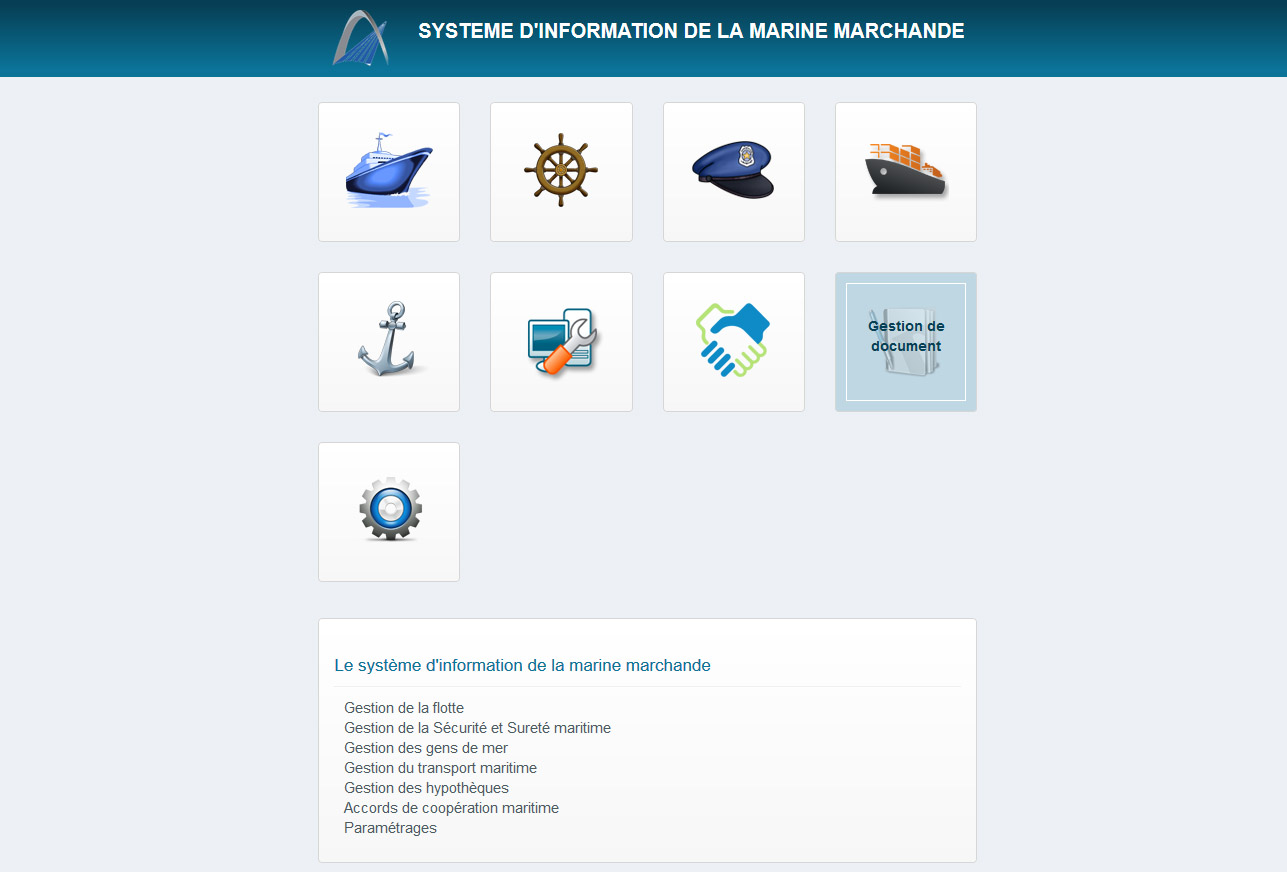 SYSTEME D'INFORMATION DE LA MARINE MARCHANDE
Gestion de
document
Le système d'information de la marine marchande
Gestion de la flotte
Gestion de la Sécurité et Sureté maritime
Gestion des gens de mer
Gestion du transport maritime
Gestion des hypothèques
Accords de coopération maritime
Paramétrages